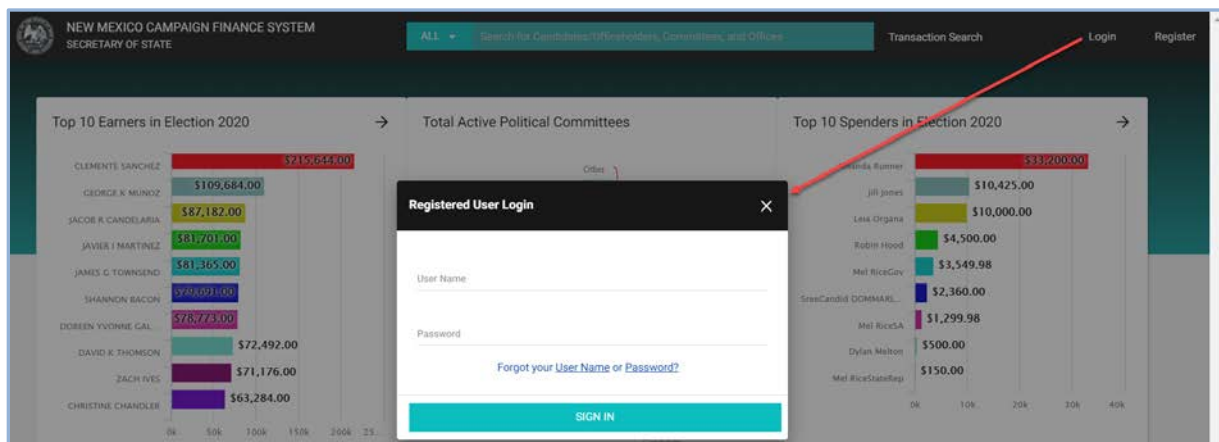 NEW MEXICO CAMPAIGN FINANCE SYSTEM
SECRETARY OF STATE
ALL
Search for Candidates/Officeholders, Committees, and Offices
Transaction Search
Login
Register
Top 10 Earners in Election 2020
CLEMENTE SANCHEZ $215,644.00
GEORGE K MUNOZ $109,684.00
JACOB R CANDELARIA $87,182.00
JAVIER I MARTINEZ $81,701.00
JAMES G TOWNSEND $81,365.00
SHANNON BACON $79,691.00
DOREEN YVONNE GAL... $78,773.00
DAVID K THOMSON $72,492.00
ZACH IVES $71,176.00
CHRISTINE CHANDLER $63,284.00
0k 50k 100k 150k 200k 25...
Total Active Political Committees
Other
Registered User Login
User Name
Password
Forgot your User Name or Password?
SIGN IN
Top 10 Spenders in Election 2020
Runner $33,200.00
Jill Jones $10,425.00
Leia Organa $10,000.00
Robin Hood $4,500.00
Mel RiceGov $3,549.98
$2,360.00
Mel RiceSA $1,299.98
Dylan Melton $500.00
Mel RiceStateRep $150.00
0k 10k 20k 30k 40k